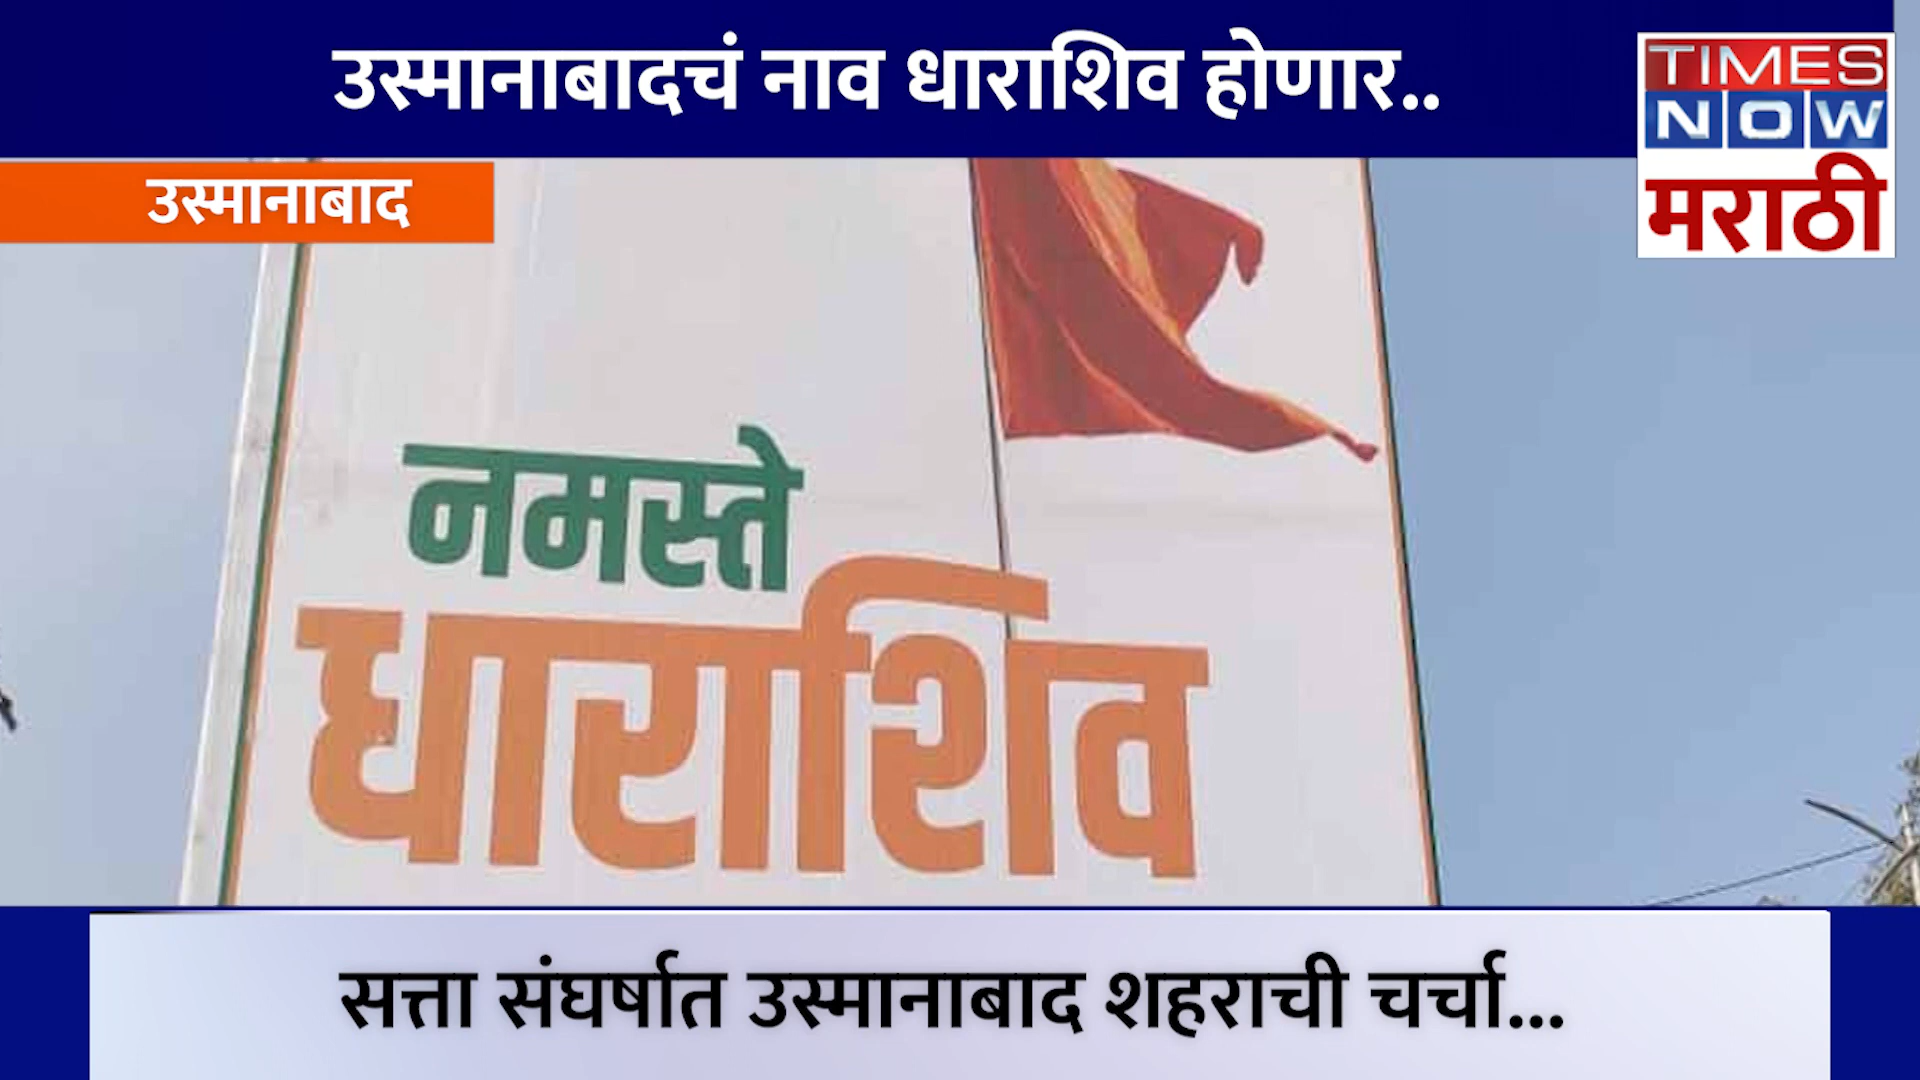 उस्मानाबादचं नाव धाराशिव होणार..
TIMES
NOW
मराठी
उस्मानाबाद
नमस्ते
धाराशिव
सत्ता संघर्षात उस्मानाबाद शहराची चर्चा...